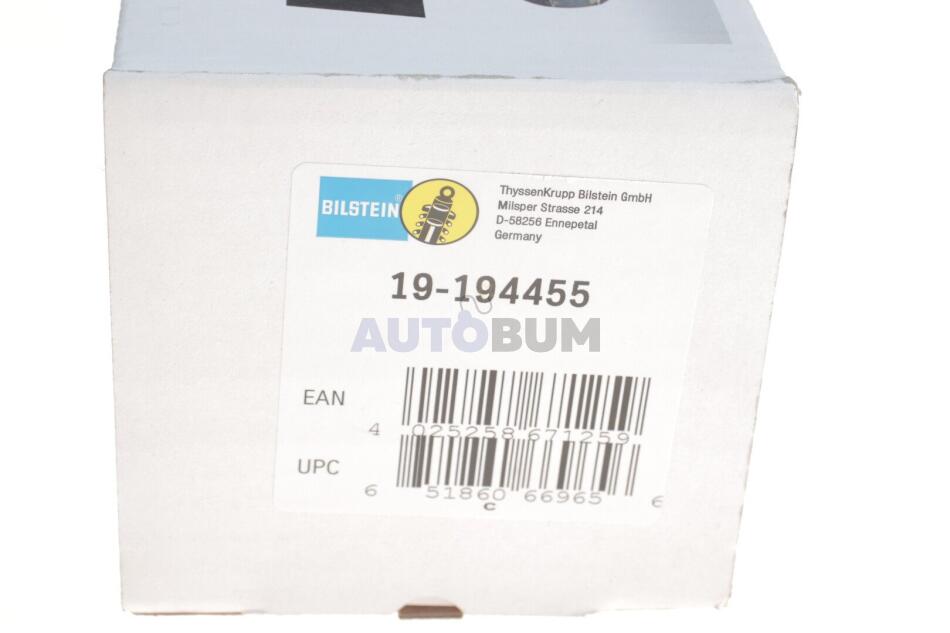 BILSTEIN®
ThyssenKrupp Bilstein GmbH
Milsper Strasse 214
D-58256 Ennepetal
Germany
19-194455
AUTOBUM
EAN
4 025258 671259
UPC
6 51860 66965 6
c